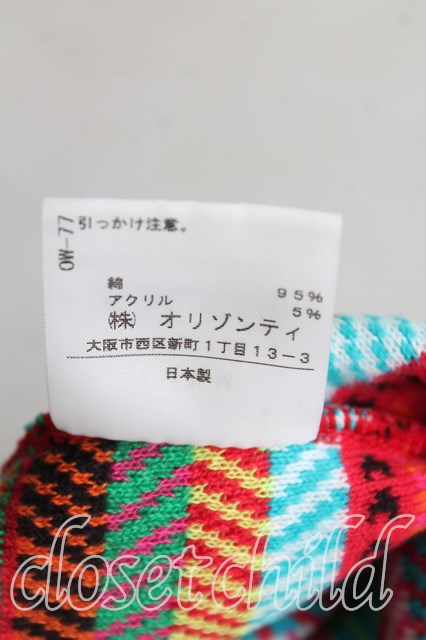 OW-77
引っかけ注意。
綿 95%
アクリル 5%
㈱ オリゾンティ
大阪市西区新町1丁目13-3
日本製
closet child